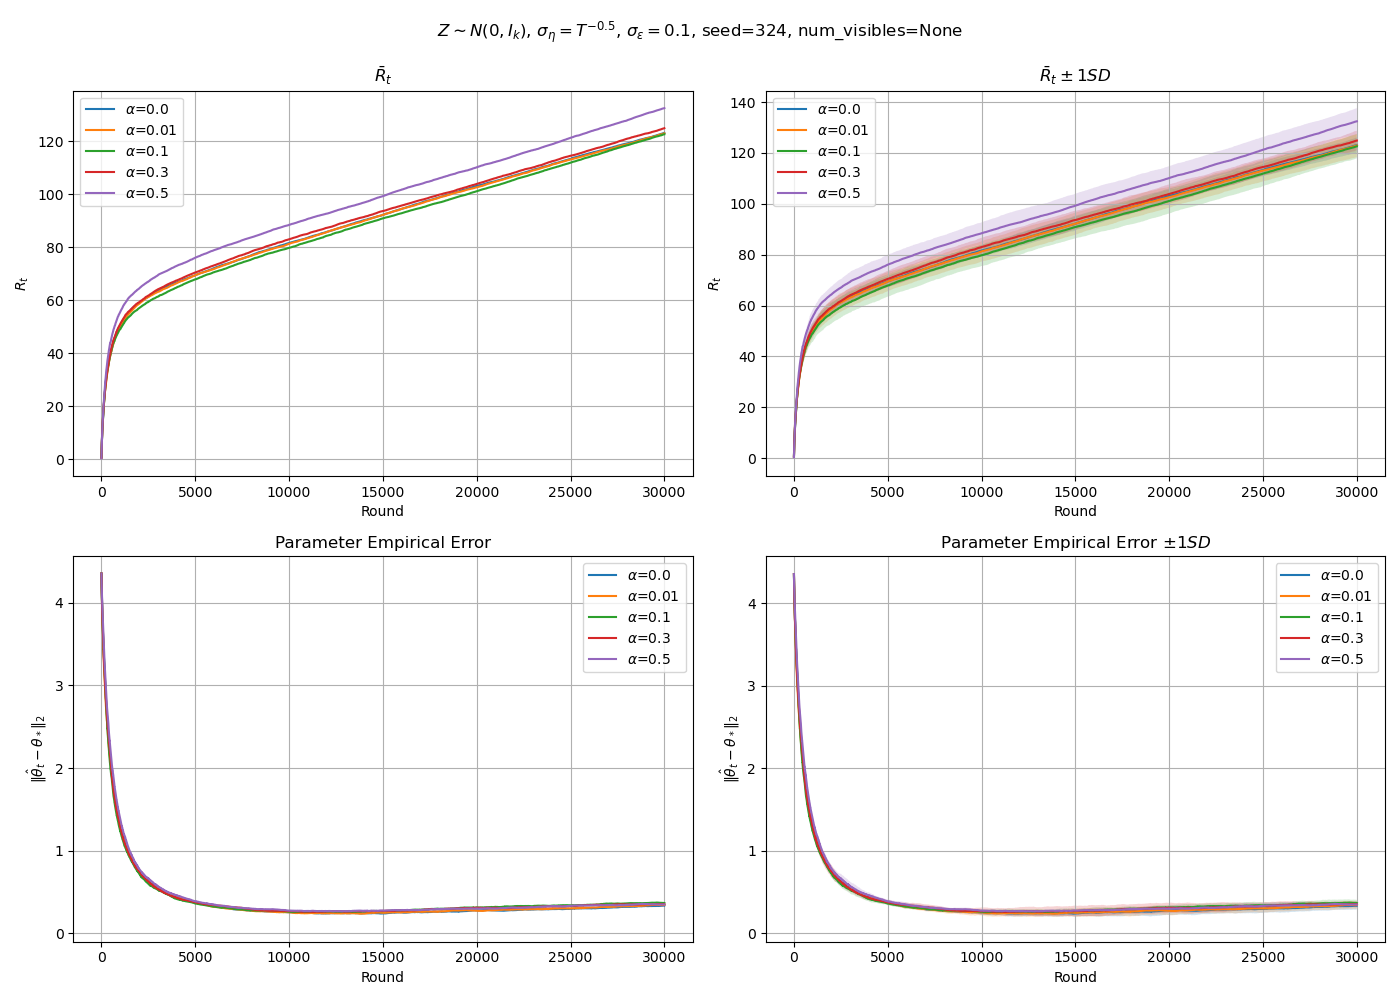 Z ~ N(0, I_k), σ_η = T^{−0.5}, σ_ε = 0.1, seed=324, num_visibles=None
R̄_t
R_t
120
100
80
60
40
20
0
α=0.0
α=0.01
α=0.1
α=0.3
α=0.5
0 5000 10000 15000 20000 25000 30000
Round
R̄_t ± 1SD
R_t
140
120
100
80
60
40
20
0
α=0.0
α=0.01
α=0.1
α=0.3
α=0.5
0 5000 10000 15000 20000 25000 30000
Round
Parameter Empirical Error
‖θ̂_t − θ_*‖_2
4
3
2
1
0
α=0.0
α=0.01
α=0.1
α=0.3
α=0.5
0 5000 10000 15000 20000 25000 30000
Round
Parameter Empirical Error ±1SD
‖θ̂_t − θ_*‖_2
4
3
2
1
0
α=0.0
α=0.01
α=0.1
α=0.3
α=0.5
0 5000 10000 15000 20000 25000 30000
Round